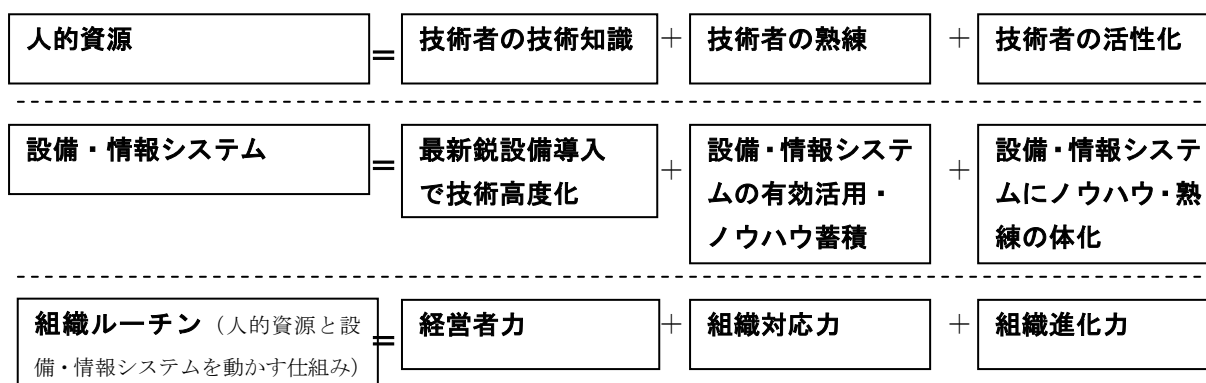 人的資源 = 技術者の技術知識 + 技術者の熟練 + 技術者の活性化
設備・情報システム = 最新鋭設備導入
で技術高度化 + 設備・情報システ
ムの有効活用・
ノウハウ蓄積 + 設備・情報システ
ムにノウハウ・熟
練の体化
組織ルーチン（人的資源と設
備・情報システムを動かす仕組み） = 経営者力 + 組織対応力 + 組織進化力